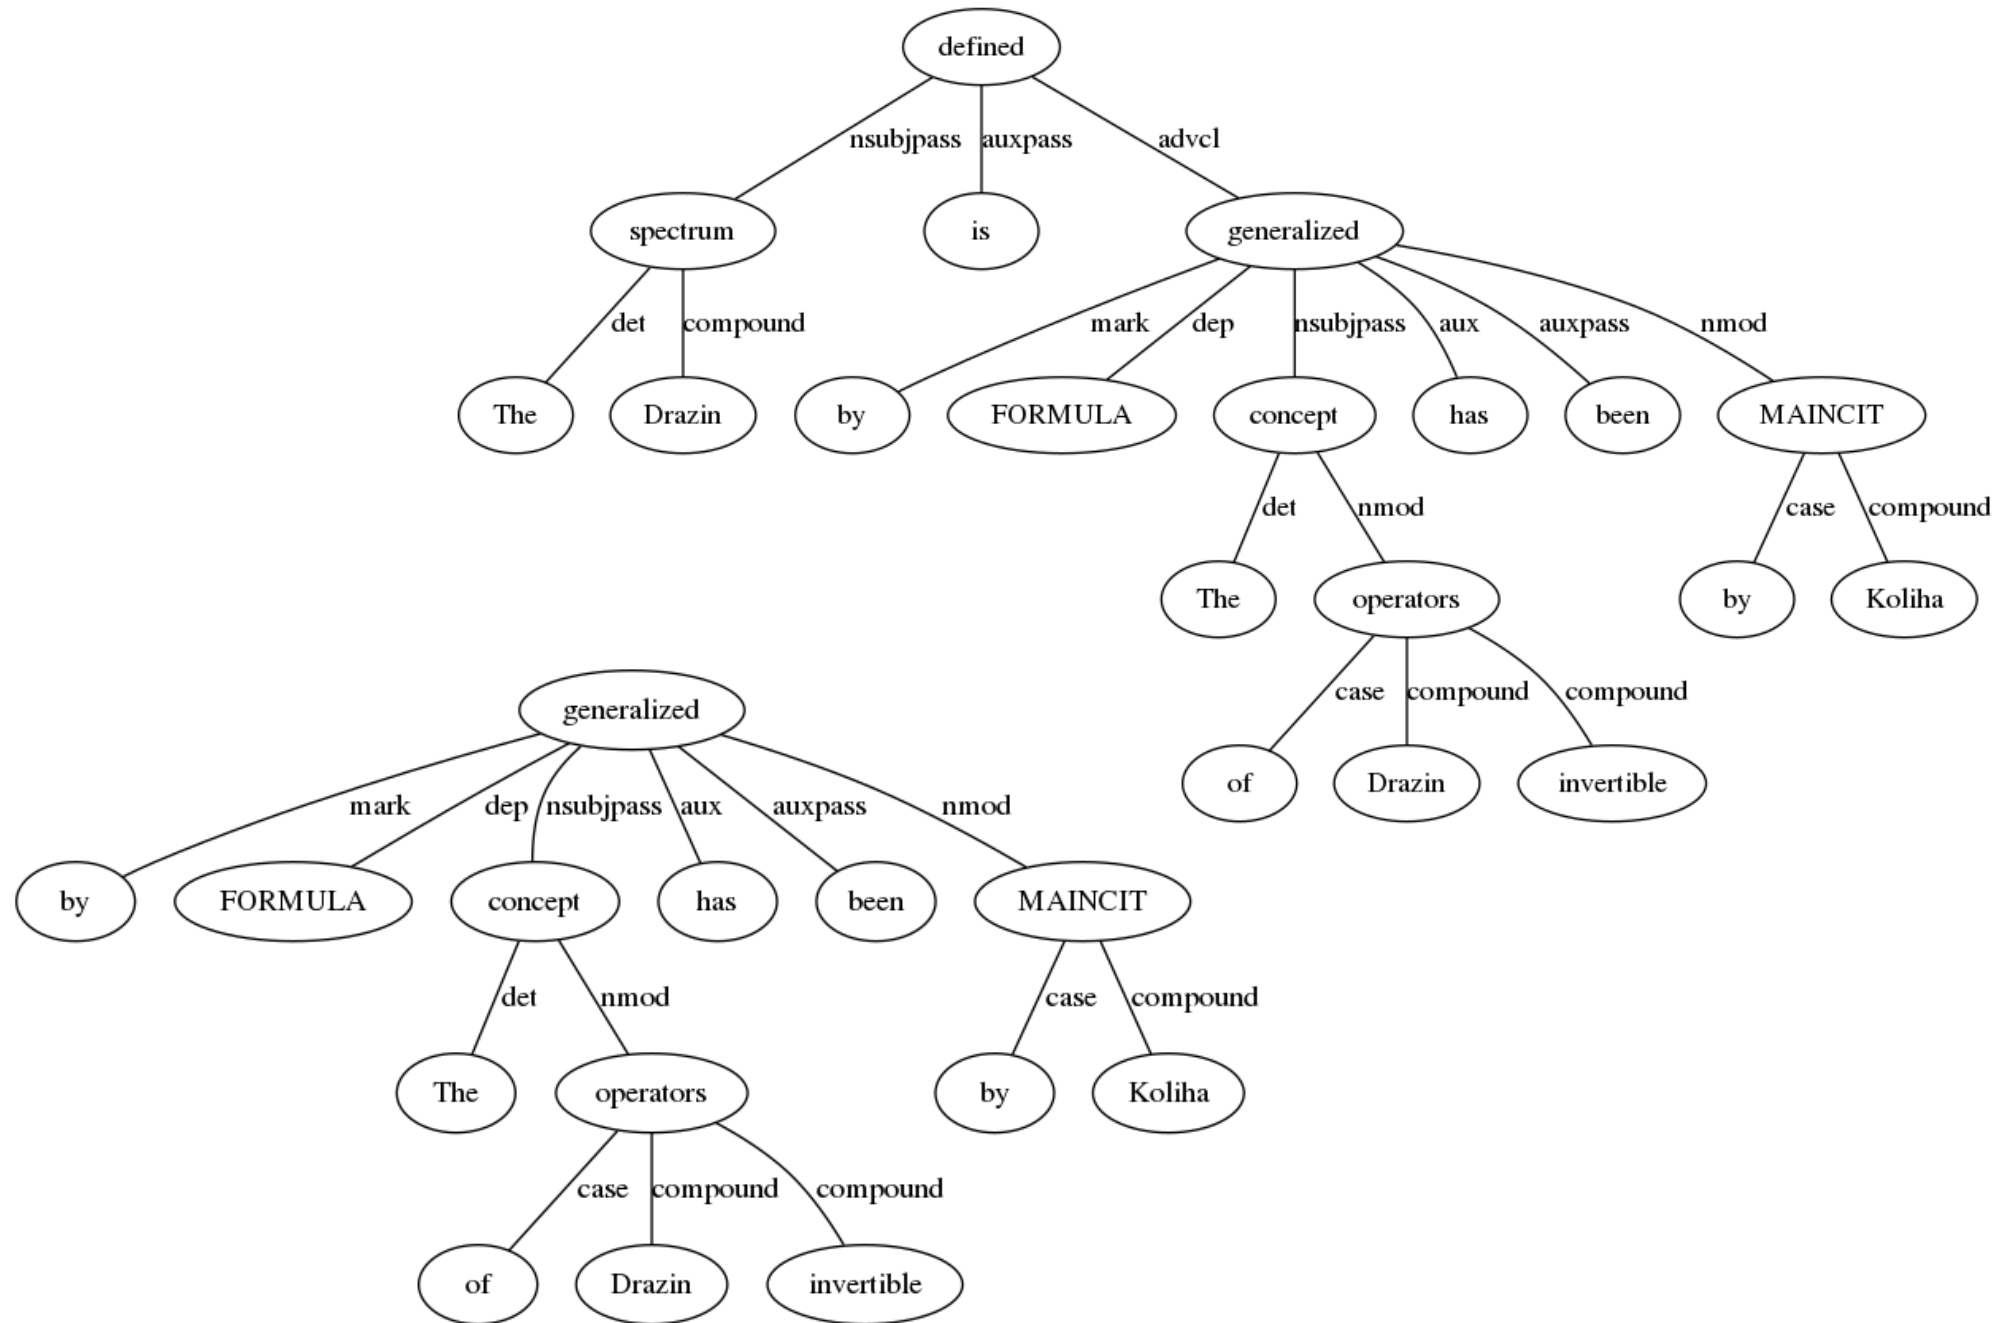 defined
nsubjpass auxpass advcl
spectrum is generalized
det compound mark dep nsubjpass aux auxpass nmod
The Drazin by FORMULA concept has been MAINCIT
det nmod case compound
The operators by Koliha
case compound compound
of Drazin invertible
generalized
mark dep nsubjpass aux auxpass nmod
by FORMULA concept has been MAINCIT
det nmod case compound
The operators by Koliha
case compound compound
of Drazin invertible